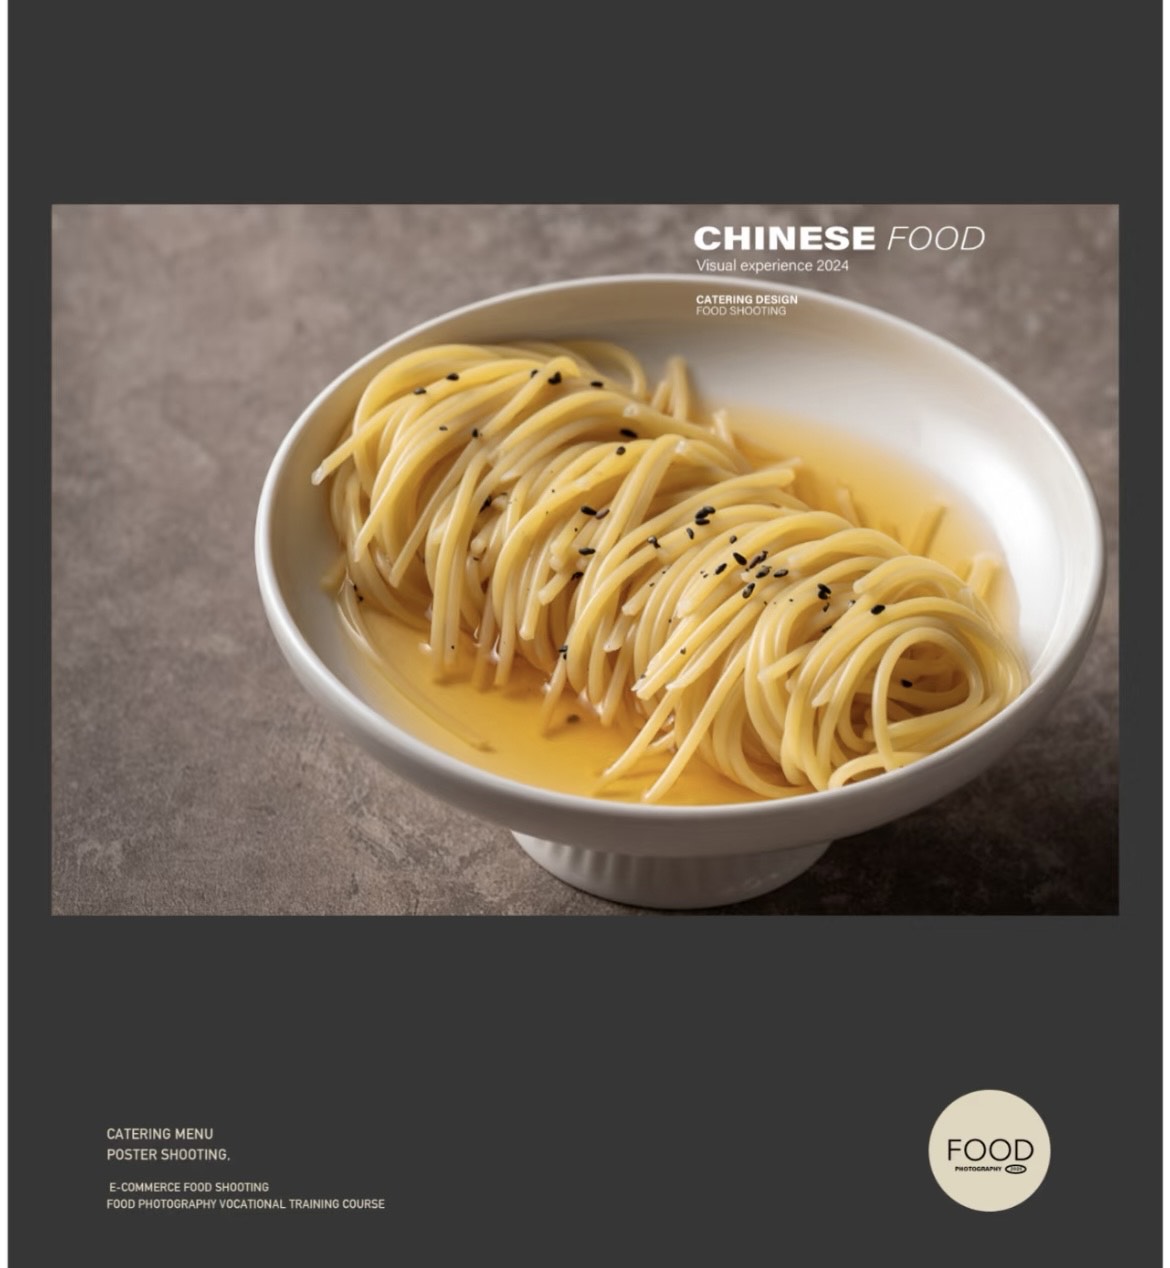 CHINESE FOOD
Visual experience 2024
CATERING DESIGN
FOOD SHOOTING
CATERING MENU
POSTER SHOOTING.
E-COMMERCE FOOD SHOOTING
FOOD PHOTOGRAPHY VOCATIONAL TRAINING COURSE
FOOD
PHOTOGRAPHY